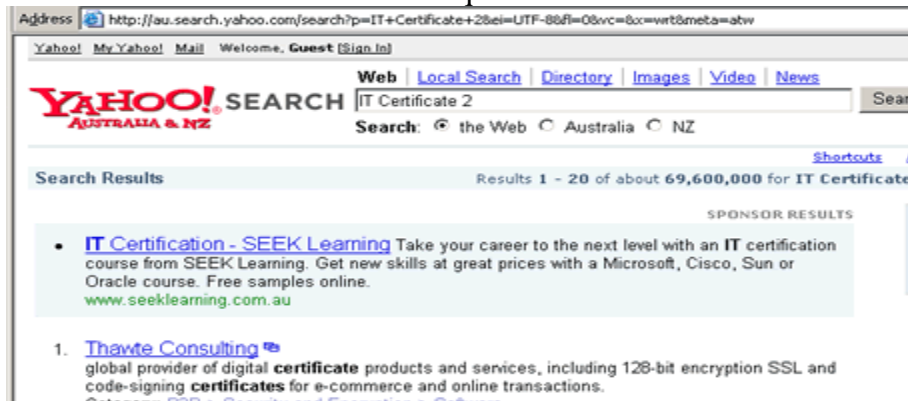 Address http://au.search.yahoo.com/search?p=IT+Certificate+2&ei=UTF-8&fl=0&vc=&x=wrt&meta=atw
Yahoo! My Yahoo! Mail Welcome, Guest [Sign In]
Web | Local Search | Directory | Images | Video | News
YAHOO! SEARCH IT Certificate 2 Sear
AUSTRALIA & NZ Search: the Web Australia NZ
Shortcuts
Search Results Results 1 - 20 of about 69,600,000 for IT Certificate
SPONSOR RESULTS
• IT Certification - SEEK Learning Take your career to the next level with an IT certification
course from SEEK Learning. Get new skills at great prices with a Microsoft, Cisco, Sun or
Oracle course. Free samples online.
www.seeklearning.com.au
1. Thawte Consulting
global provider of digital certificate products and services, including 128-bit encryption SSL and
code-signing certificates for e-commerce and online transactions.